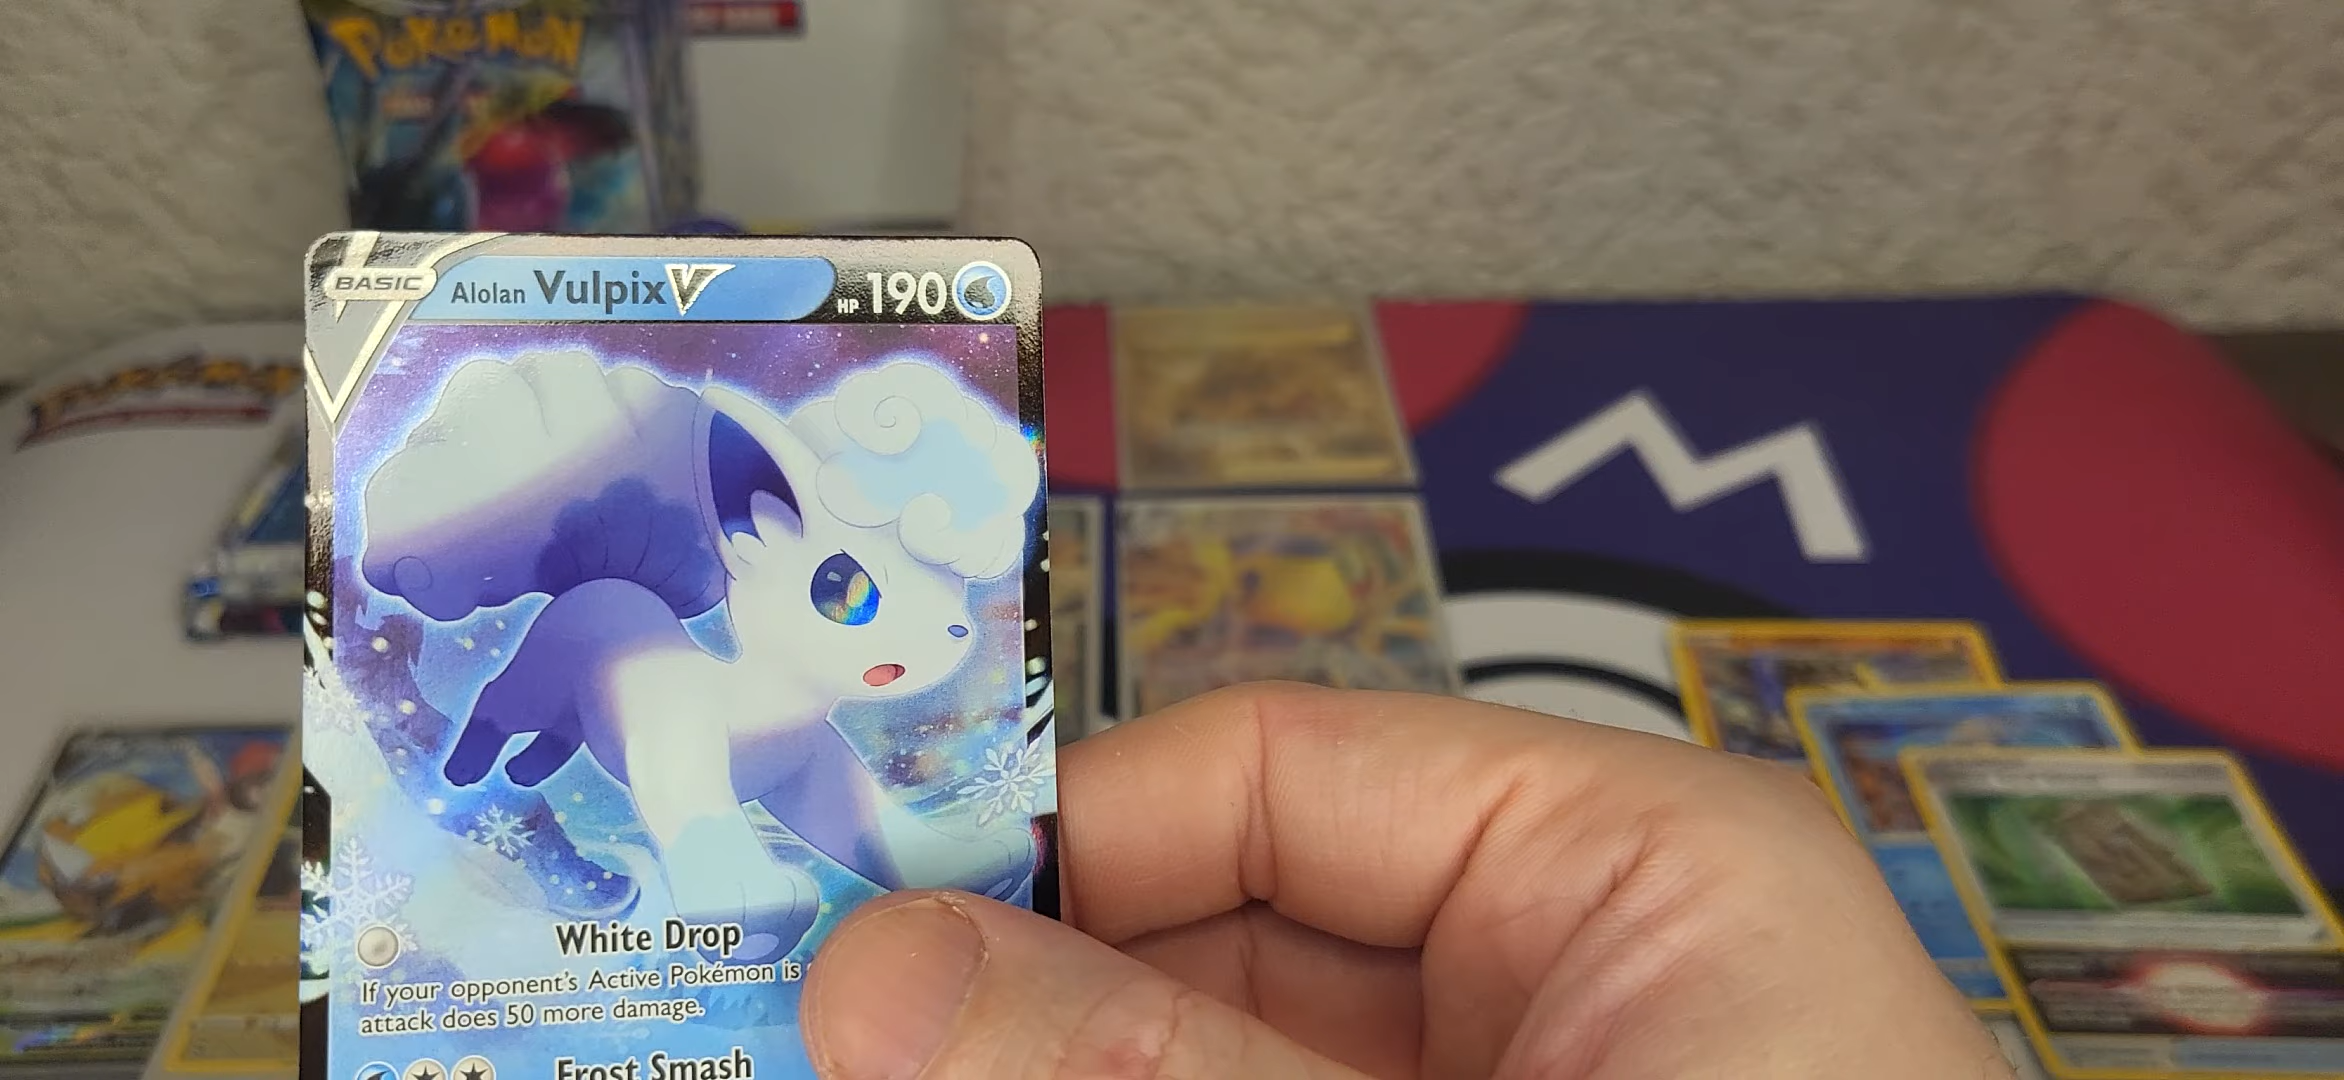 POKéMON
BASIC
Alolan Vulpix V
HP 190
White Drop
If your opponent's Active Pokémon is
attack does 50 more damage.
Frost Smash